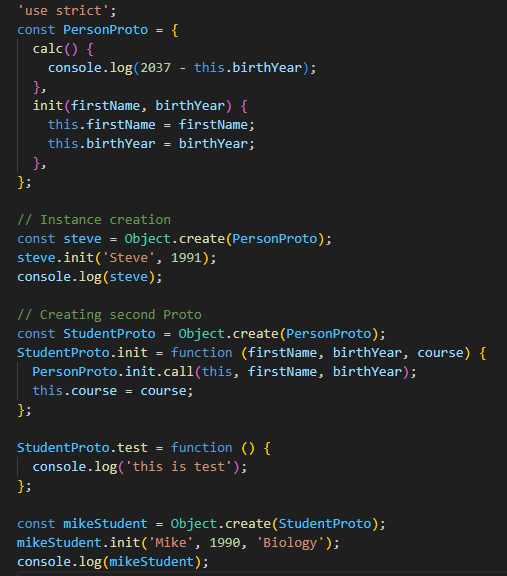 'use strict';
const PersonProto = {
  calc() {
    console.log(2037 - this.birthYear);
  },
  init(firstName, birthYear) {
    this.firstName = firstName;
    this.birthYear = birthYear;
  },
};

// Instance creation
const steve = Object.create(PersonProto);
steve.init('Steve', 1991);
console.log(steve);

// Creating second Proto
const StudentProto = Object.create(PersonProto);
StudentProto.init = function (firstName, birthYear, course) {
  PersonProto.init.call(this, firstName, birthYear);
  this.course = course;
};

StudentProto.test = function () {
  console.log('this is test');
};

const mikeStudent = Object.create(StudentProto);
mikeStudent.init('Mike', 1990, 'Biology');
console.log(mikeStudent);